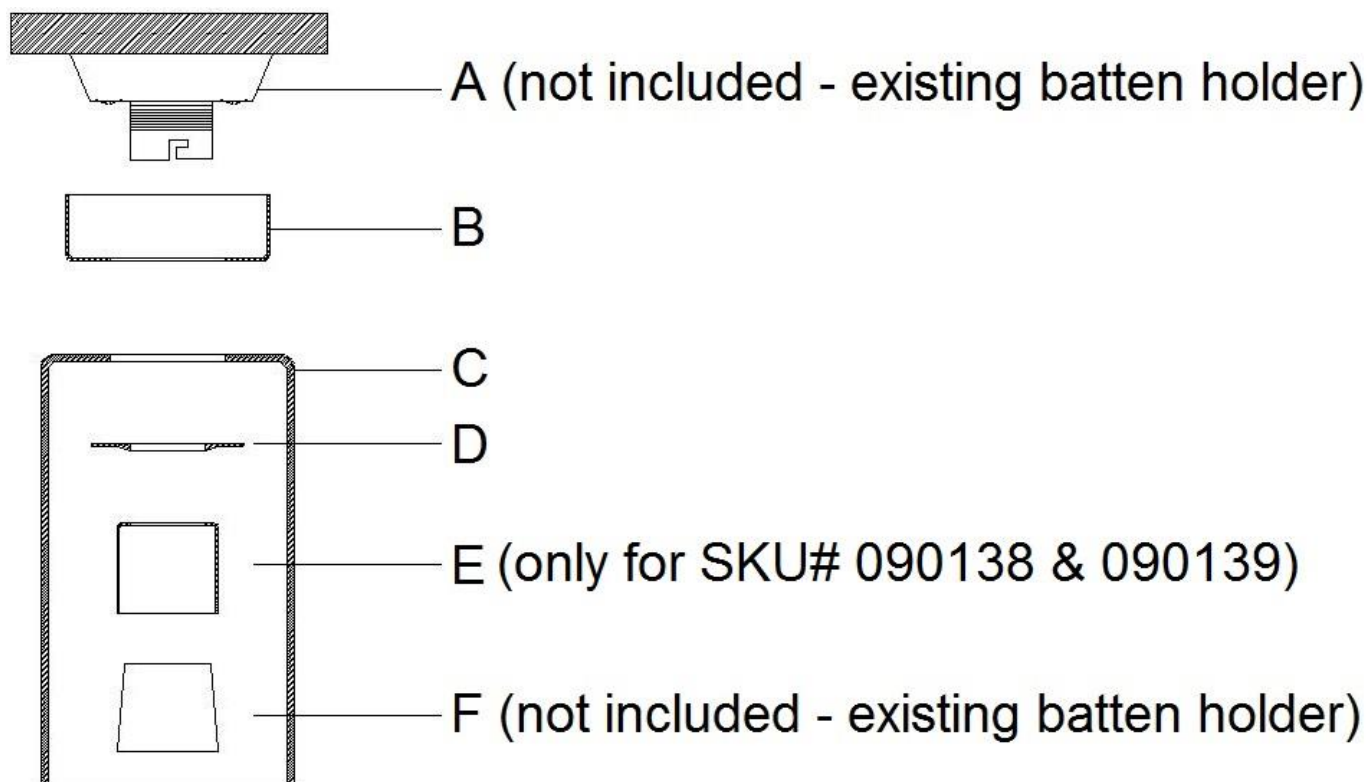 A (not included - existing batten holder)
B
C
D
E (only for SKU# 090138 & 090139)
F (not included - existing batten holder)